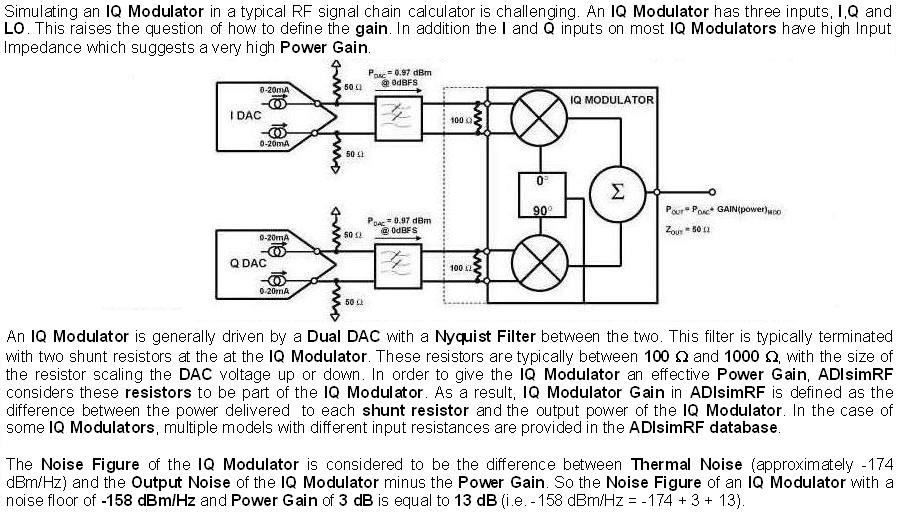 Simulating an IQ Modulator in a typical RF signal chain calculator is challenging. An IQ Modulator has three inputs, I,Q and
LO. This raises the question of how to define the gain. In addition the I and Q inputs on most IQ Modulators have high Input
Impedance which suggests a very high Power Gain.
I DAC
0-20mA
0-20mA
50 Ω
50 Ω
PDAC = 0.97 dBm
@ 0dBFS
100 Ω
IQ MODULATOR
0°
90°
Σ
POUT = PDAC+ GAIN(power)MOD
ZOUT = 50 Ω
Q DAC
0-20mA
0-20mA
50 Ω
50 Ω
PDAC = 0.97 dBm
@ 0dBFS
100 Ω
An IQ Modulator is generally driven by a Dual DAC with a Nyquist Filter between the two. This filter is typically terminated
with two shunt resistors at the at the IQ Modulator. These resistors are typically between 100 Ω and 1000 Ω, with the size of
the resistor scaling the DAC voltage up or down. In order to give the IQ Modulator an effective Power Gain, ADIsimRF
considers these resistors to be part of the IQ Modulator. As a result, IQ Modulator Gain in ADIsimRF is defined as the
difference between the power delivered to each shunt resistor and the output power of the IQ Modulator. In the case of
some IQ Modulators, multiple models with different input resistances are provided in the ADIsimRF database.
The Noise Figure of the IQ Modulator is considered to be the difference between Thermal Noise (approximately -174
dBm/Hz) and the Output Noise of the IQ Modulator minus the Power Gain. So the Noise Figure of an IQ Modulator with a
noise floor of -158 dBm/Hz and Power Gain of 3 dB is equal to 13 dB (i.e. -158 dBm/Hz = -174 + 3 + 13).